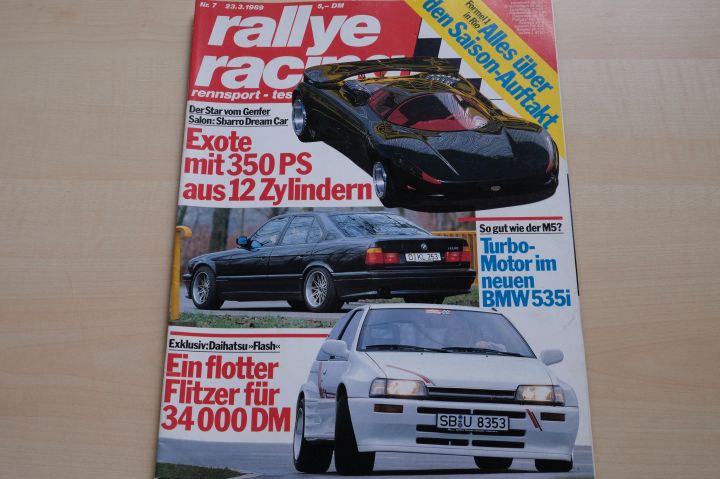 Nr. 7 23.3.1989 5,– DM
rallye
racing
rennsport - tes
Formel 1
in Rio
Alles über
den Saison-Auftakt
Der Star vom Genfer
Salon: Sbarro Dream Car
Exote
mit 350 PS
aus 12 Zylindern
So gut wie der M5?
Turbo-
Motor im
neuen
BMW 535i
Exklusiv: Daihatsu »Flash«
Ein flotter
Flitzer für
34 000 DM
SB U 8353